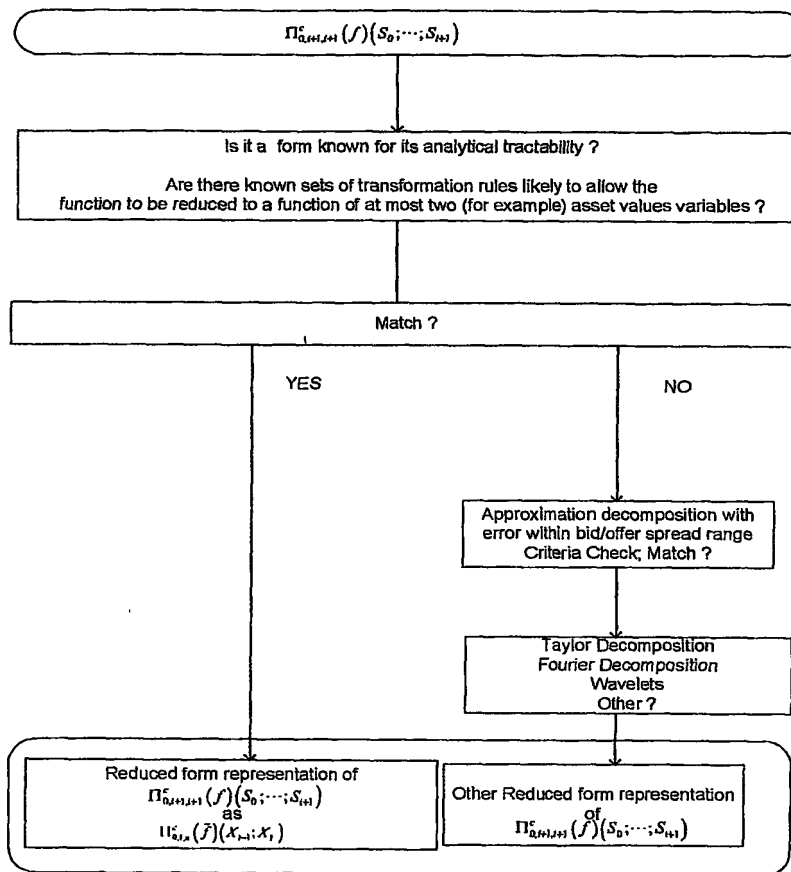 Π^c_{0,i+1,i+1}(f)(S_0;⋯;S_{i+1})
Is it a form known for its analytical tractability ?
Are there known sets of transformation rules likely to allow the
function to be reduced to a function of at most two (for example) asset values variables ?
Match ?
YES
NO
Approximation decomposition with
error within bid/offer spread range
Criteria Check; Match ?
Taylor Decomposition
Fourier Decomposition
Wavelets
Other ?
Reduced form representation of
Π^c_{0,i+1,i+1}(f)(S_0;⋯;S_{i+1})
as
Other Reduced form representation
of
Π^c_{0,i+1,i+1}(f)(S_0;⋯;S_{i+1})